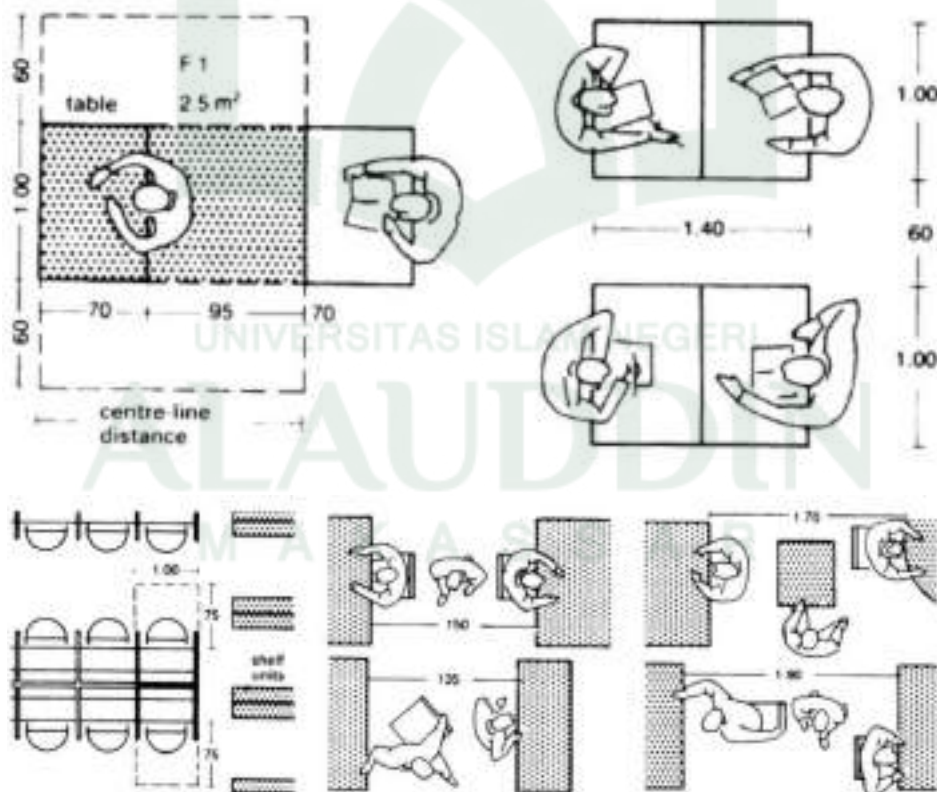 60
F 1
table 2 5 m²
1 00
70 95 70
60
centre-line
distance
1.00
1.40
60
1.00
UNIVERSITAS ISLAM NEGERI
ALAUDDIN
MAKASSAR
1.00
75
shelf
units
75
150
1.75
135
1.90